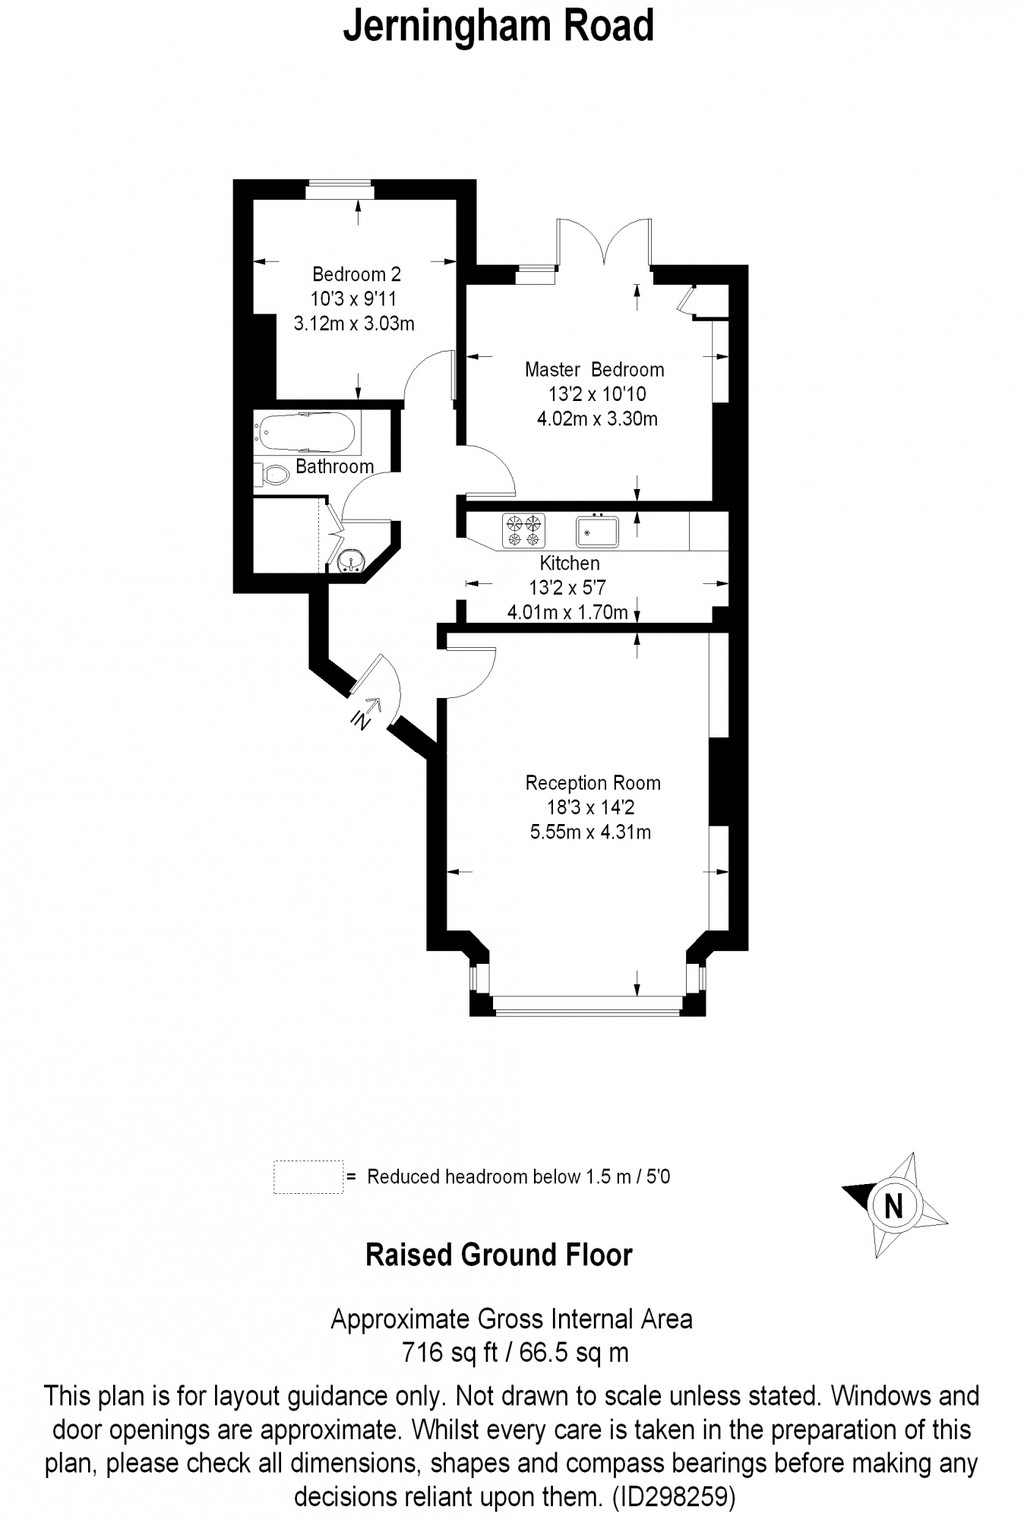 Jerningham Road
Bedroom 2
10'3 x 9'11
3.12m x 3.03m
Master Bedroom
13'2 x 10'10
4.02m x 3.30m
Bathroom
Kitchen
13'2 x 5'7
4.01m x 1.70m
IN
Reception Room
18'3 x 14'2
5.55m x 4.31m
= Reduced headroom below 1.5 m / 5'0
N
Raised Ground Floor
Approximate Gross Internal Area
716 sq ft / 66.5 sq m
This plan is for layout guidance only. Not drawn to scale unless stated. Windows and
door openings are approximate. Whilst every care is taken in the preparation of this
plan, please check all dimensions, shapes and compass bearings before making any
decisions reliant upon them. (ID298259)